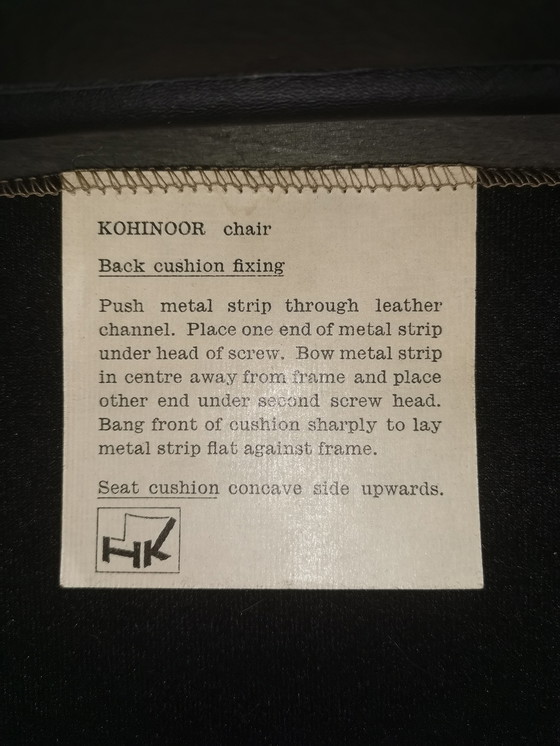 KOHINOOR chair
Back cushion fixing
Push metal strip through leather
channel. Place one end of metal strip
under head of screw. Bow metal strip
in centre away from frame and place
other end under second screw head.
Bang front of cushion sharply to lay
metal strip flat against frame.
Seat cushion concave side upwards.
HK